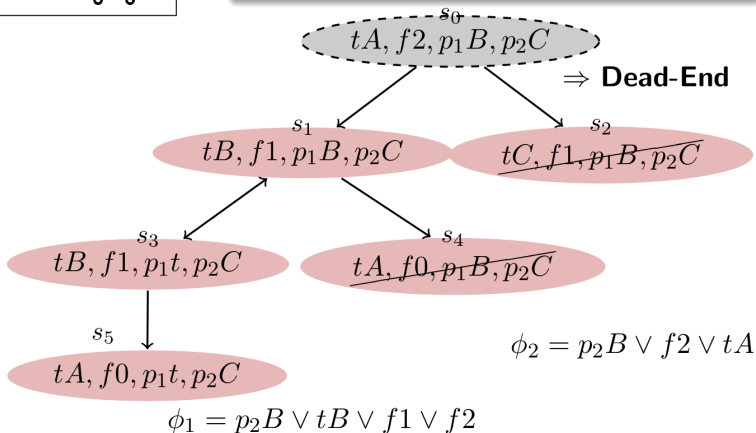 s₀
tA, f2, p₁B, p₂C
⇒ Dead-End
s₁
tB, f1, p₁B, p₂C
s₂
tC, f1, p₁B, p₂C
s₃
tB, f1, p₁t, p₂C
s₄
tA, f0, p₁B, p₂C
s₅
tA, f0, p₁t, p₂C
ϕ₂ = p₂B ∨ f2 ∨ tA
ϕ₁ = p₂B ∨ tB ∨ f1 ∨ f2